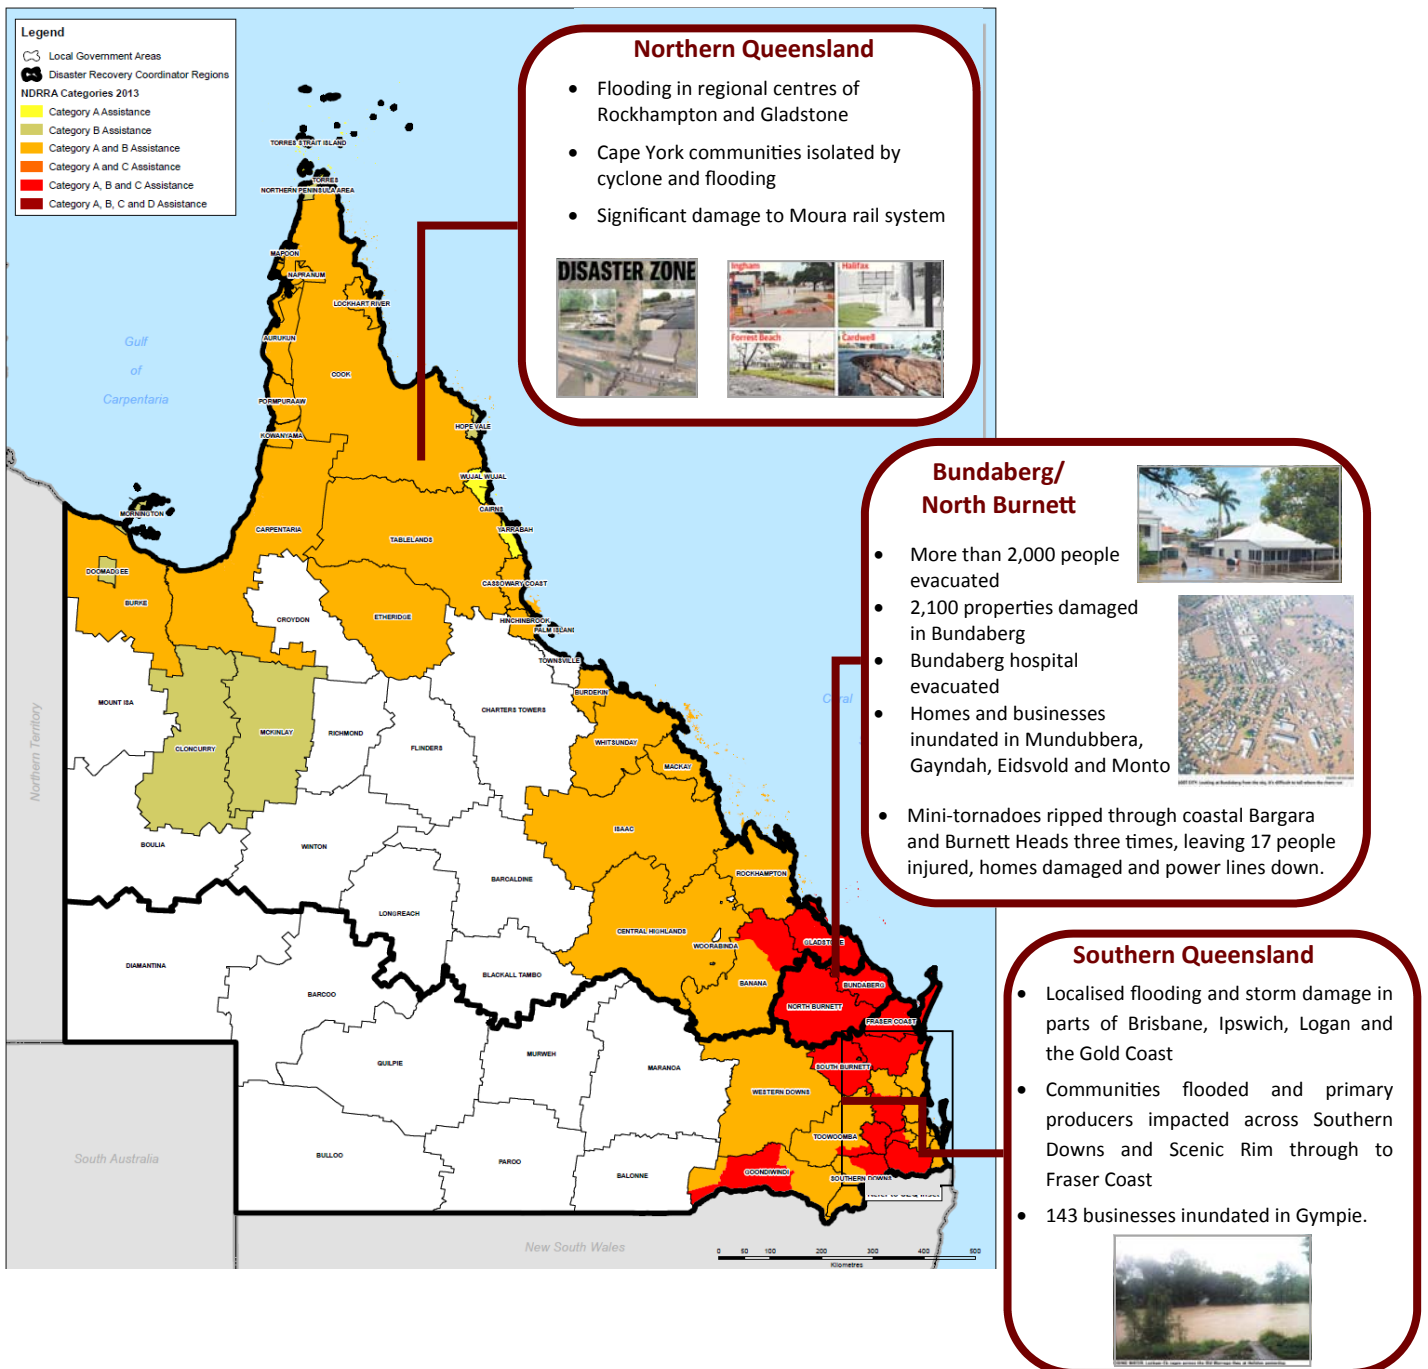 Legend
Local Government Areas
Disaster Recovery Coordinator Regions
NDRRA Categories 2013
Category A Assistance
Category B Assistance
Category A and B Assistance
Category A and C Assistance
Category A, B and C Assistance
Category A, B, C and D Assistance
Northern Queensland
• Flooding in regional centres of
Rockhampton and Gladstone
• Cape York communities isolated by
cyclone and flooding
• Significant damage to Moura rail system
DISASTER ZONE
Ingham
Halifax
Forrest Beach
Cardwell
TORRES STRAIT ISLAND
TORRES
NORTHERN PENINSULA AREA
MAPOON
NAPRANUM
LOCKHART RIVER
AURUKUN
COOK
PORMPURAAW
KOWANYAMA
HOPE VALE
WUJAL WUJAL
CAIRNS
YARRABAH
Gulf
of
Carpentaria
MORNINGTON
CARPENTARIA
TABLELANDS
DOOMADGEE
BURKE
CROYDON
ETHERIDGE
CASSOWARY COAST
HINCHINBROOK
PALM ISLAND
TOWNSVILLE
BURDEKIN
MOUNT ISA
CLONCURRY
MCKINLAY
RICHMOND
FLINDERS
CHARTERS TOWERS
WHITSUNDAY
MACKAY
Northern Territory
Coral
BOULIA
WINTON
ISAAC
BARCALDINE
ROCKHAMPTON
LONGREACH
CENTRAL HIGHLANDS
WOORABINDA
GLADSTONE
DIAMANTINA
BLACKALL TAMBO
BANANA
BUNDABERG
BARCOO
NORTH BURNETT
FRASER COAST
QUILPIE
MURWEH
MARANOA
SOUTH BURNETT
WESTERN DOWNS
TOOWOOMBA
BULLOO
PAROO
BALONNE
GOONDIWINDI
SOUTHERN DOWNS
South Australia
New South Wales
0 50 100 200 300 400 500
Kilometres
Bundaberg/
North Burnett
• More than 2,000 people
evacuated
• 2,100 properties damaged
in Bundaberg
• Bundaberg hospital
evacuated
• Homes and businesses
inundated in Mundubbera,
Gayndah, Eidsvold and Monto
• Mini-tornadoes ripped through coastal Bargara
and Burnett Heads three times, leaving 17 people
injured, homes damaged and power lines down.
Southern Queensland
• Localised flooding and storm damage in
parts of Brisbane, Ipswich, Logan and
the Gold Coast
• Communities flooded and primary
producers impacted across Southern
Downs and Scenic Rim through to
Fraser Coast
• 143 businesses inundated in Gympie.